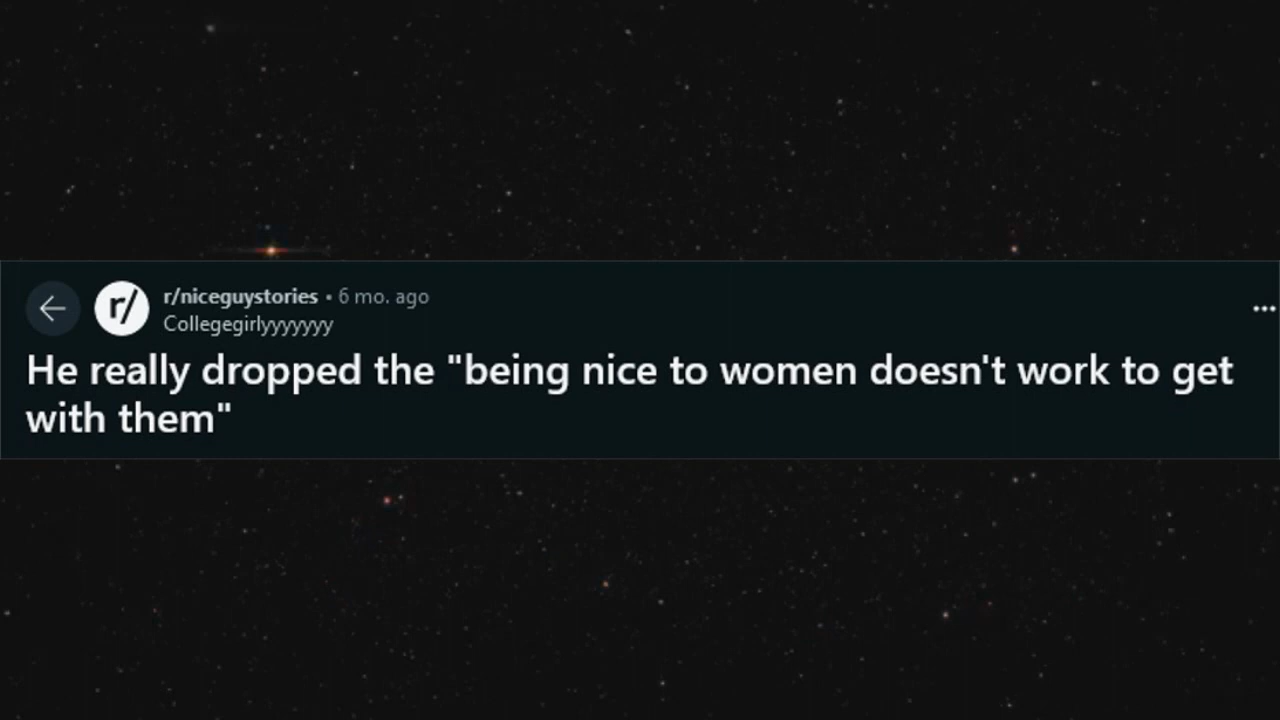 r/
r/niceguystories • 6 mo. ago
Collegegirlyyyyyyy
He really dropped the "being nice to women doesn't work to get
with them"